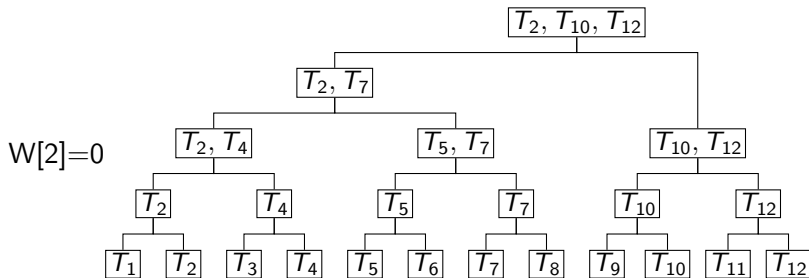 T₂, T₁₀, T₁₂
T₂, T₇
W[2]=0
T₂, T₄
T₅, T₇
T₁₀, T₁₂
T₂
T₄
T₅
T₇
T₁₀
T₁₂
T₁
T₂
T₃
T₄
T₅
T₆
T₇
T₈
T₉
T₁₀
T₁₁
T₁₂